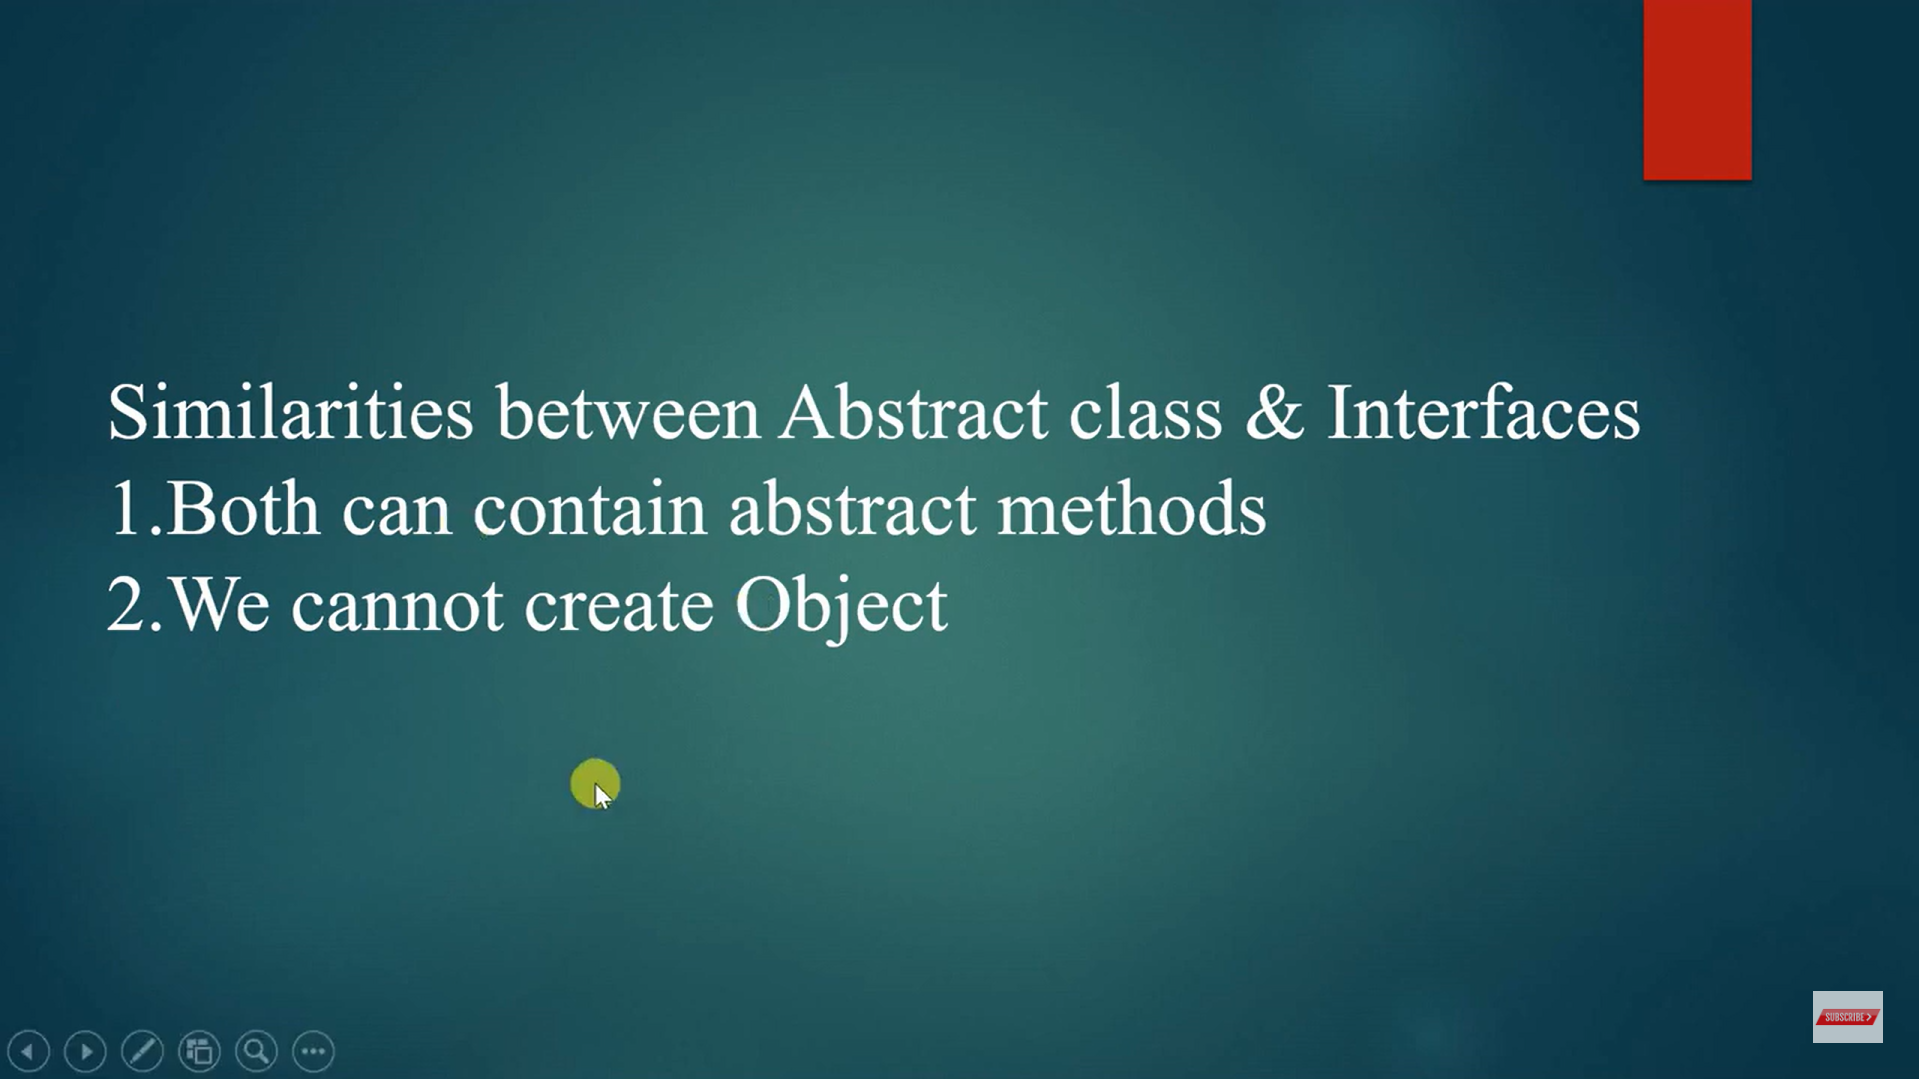 Similarities between Abstract class & Interfaces
1.Both can contain abstract methods
2.We cannot create Object
SUBSCRIBE